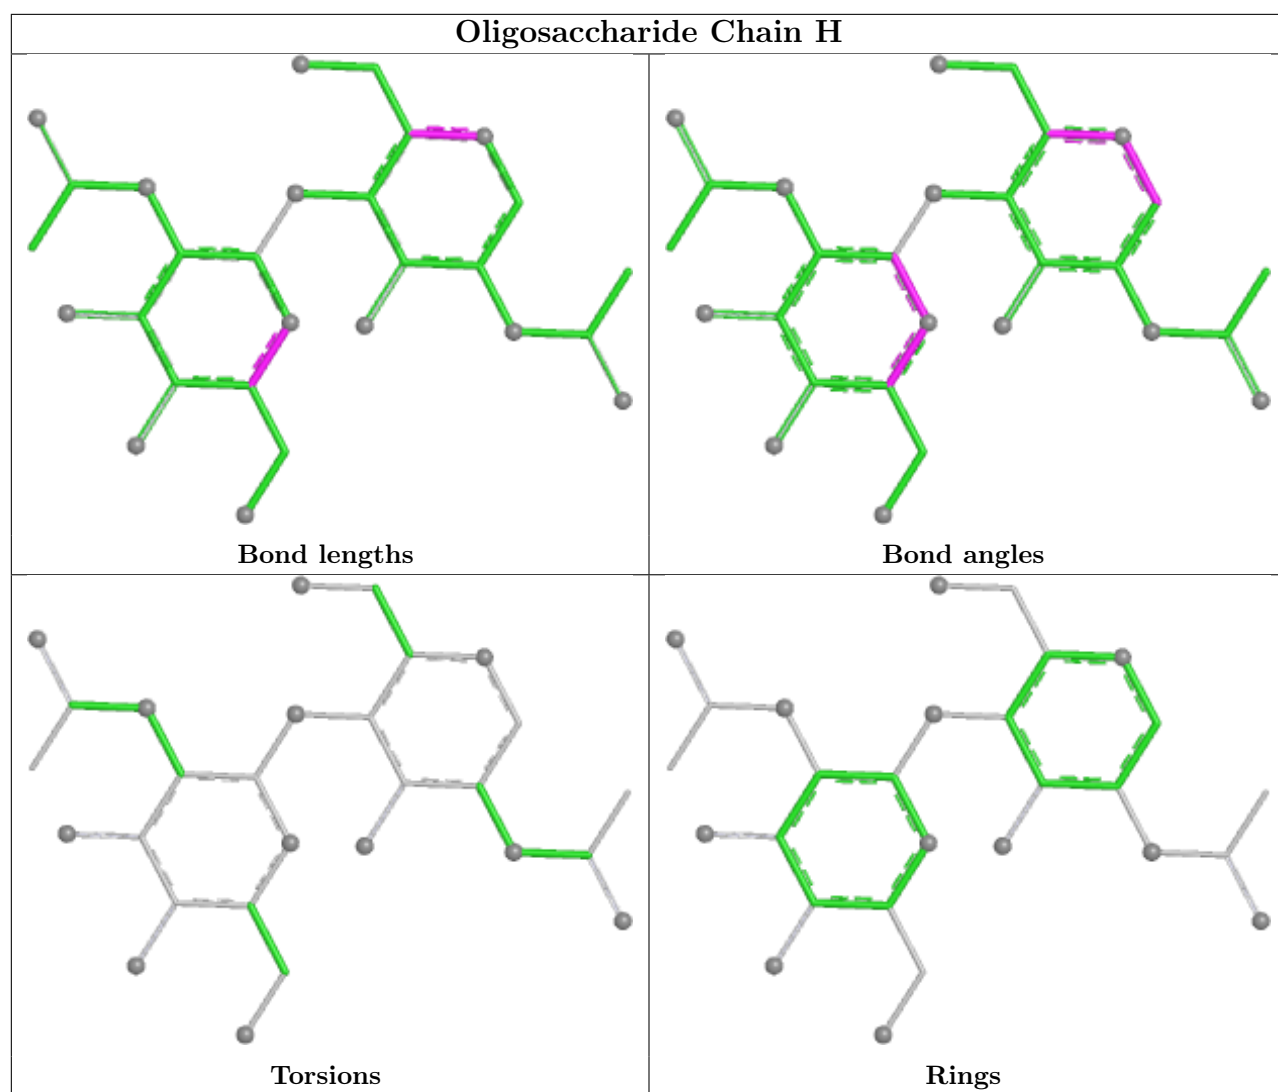 Oligosaccharide Chain H
Bond lengths
Bond angles
Torsions
Rings